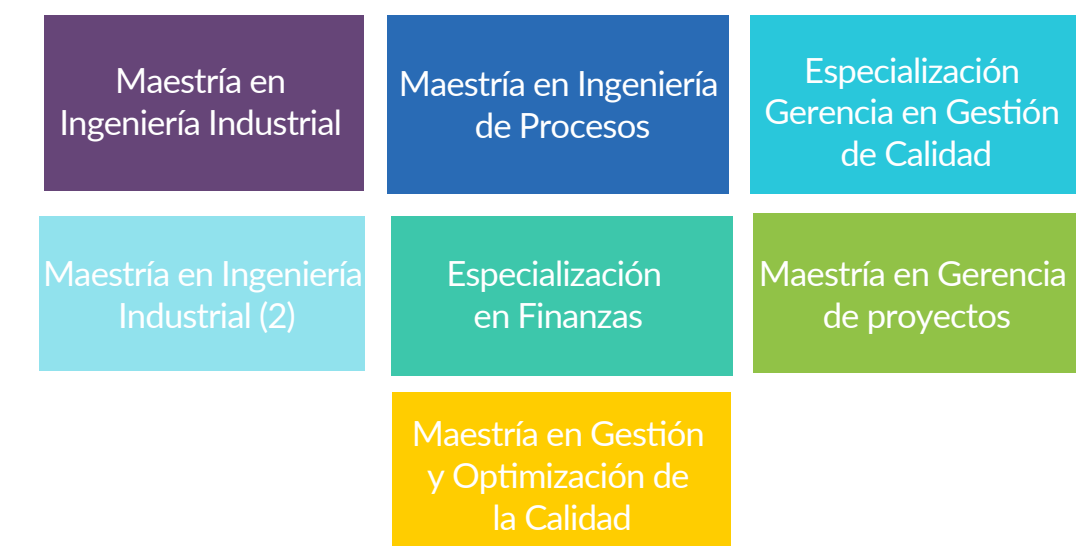 Maestría en
Ingeniería Industrial
Maestría en Ingeniería
de Procesos
Especialización
Gerencia en Gestión
de Calidad
Maestría en Ingeniería
Industrial (2)
Especialización
en Finanzas
Maestría en Gerencia
de proyectos
Maestría en Gestión
y Optimización de
la Calidad